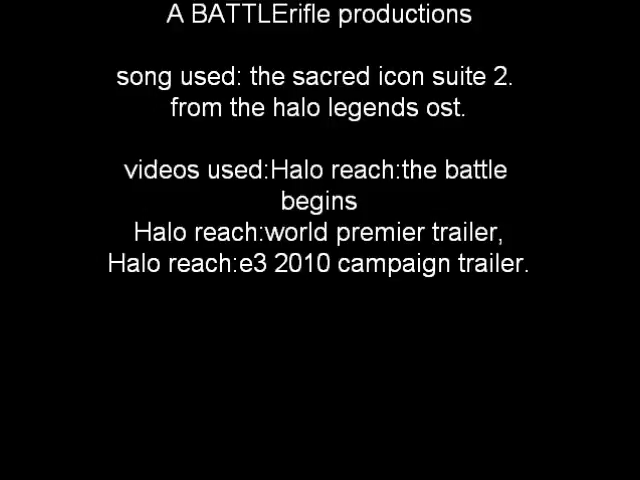 A BATTLErifle productions
song used: the sacred icon suite 2.
from the halo legends ost.
videos used:Halo reach:the battle
begins
Halo reach:world premier trailer,
Halo reach:e3 2010 campaign trailer.